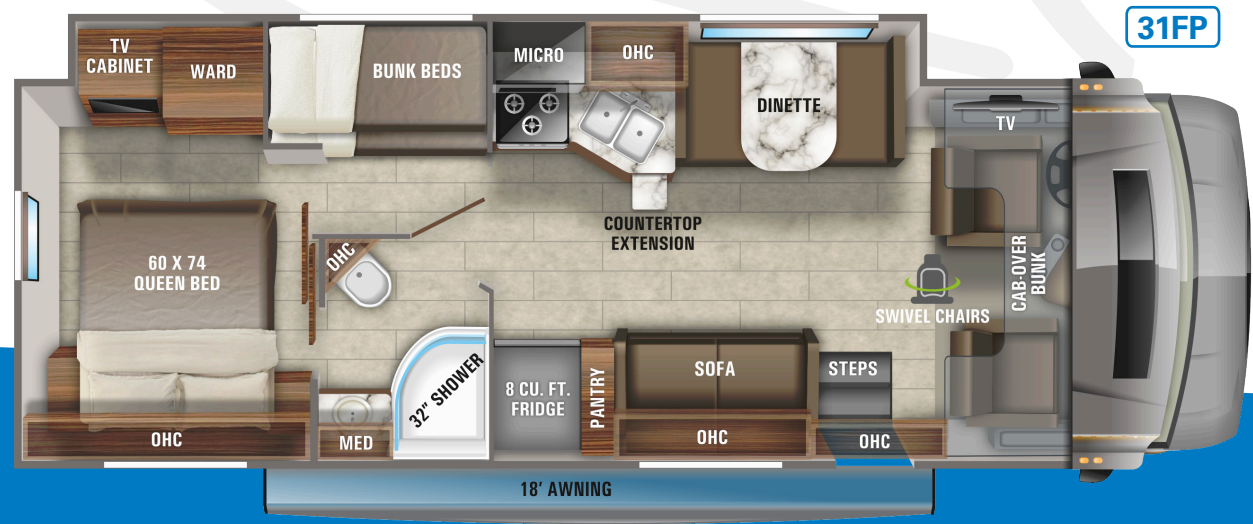 31FP
TV
CABINET
WARD
BUNK BEDS
MICRO
OHC
DINETTE
TV
COUNTERTOP
EXTENSION
60 X 74
QUEEN BED
OHC
CAB-OVER
BUNK
SWIVEL CHAIRS
32" SHOWER
8 CU. FT.
FRIDGE
PANTRY
SOFA
STEPS
OHC
MED
OHC
OHC
18' AWNING